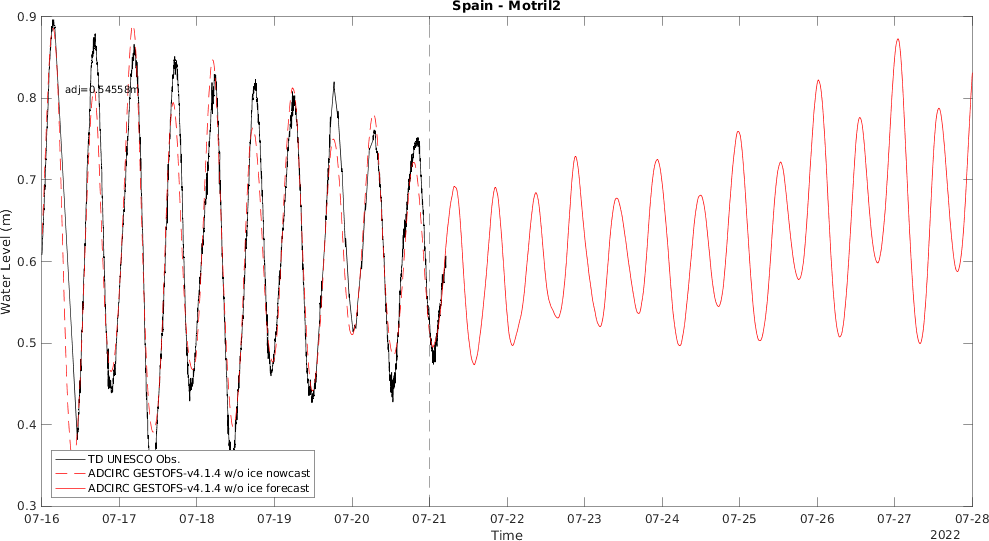 Spain - Motril2
adj=0.54558m
Water Level (m)
0.9
0.8
0.7
0.6
0.5
0.4
0.3
TD UNESCO Obs.
ADCIRC GESTOFS-v4.1.4 w/o ice nowcast
ADCIRC GESTOFS-v4.1.4 w/o ice forecast
07-16 07-17 07-18 07-19 07-20 07-21 07-22 07-23 07-24 07-25 07-26 07-27 07-28
Time
2022